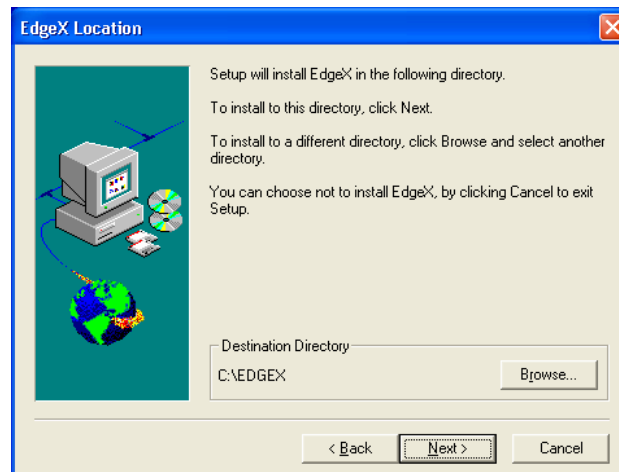 EdgeX Location
Setup will install EdgeX in the following directory.
To install to this directory, click Next.
To install to a different directory, click Browse and select another
directory.
You can choose not to install EdgeX, by clicking Cancel to exit
Setup.
Destination Directory
C:\EDGEX
Browse...
< Back
Next >
Cancel